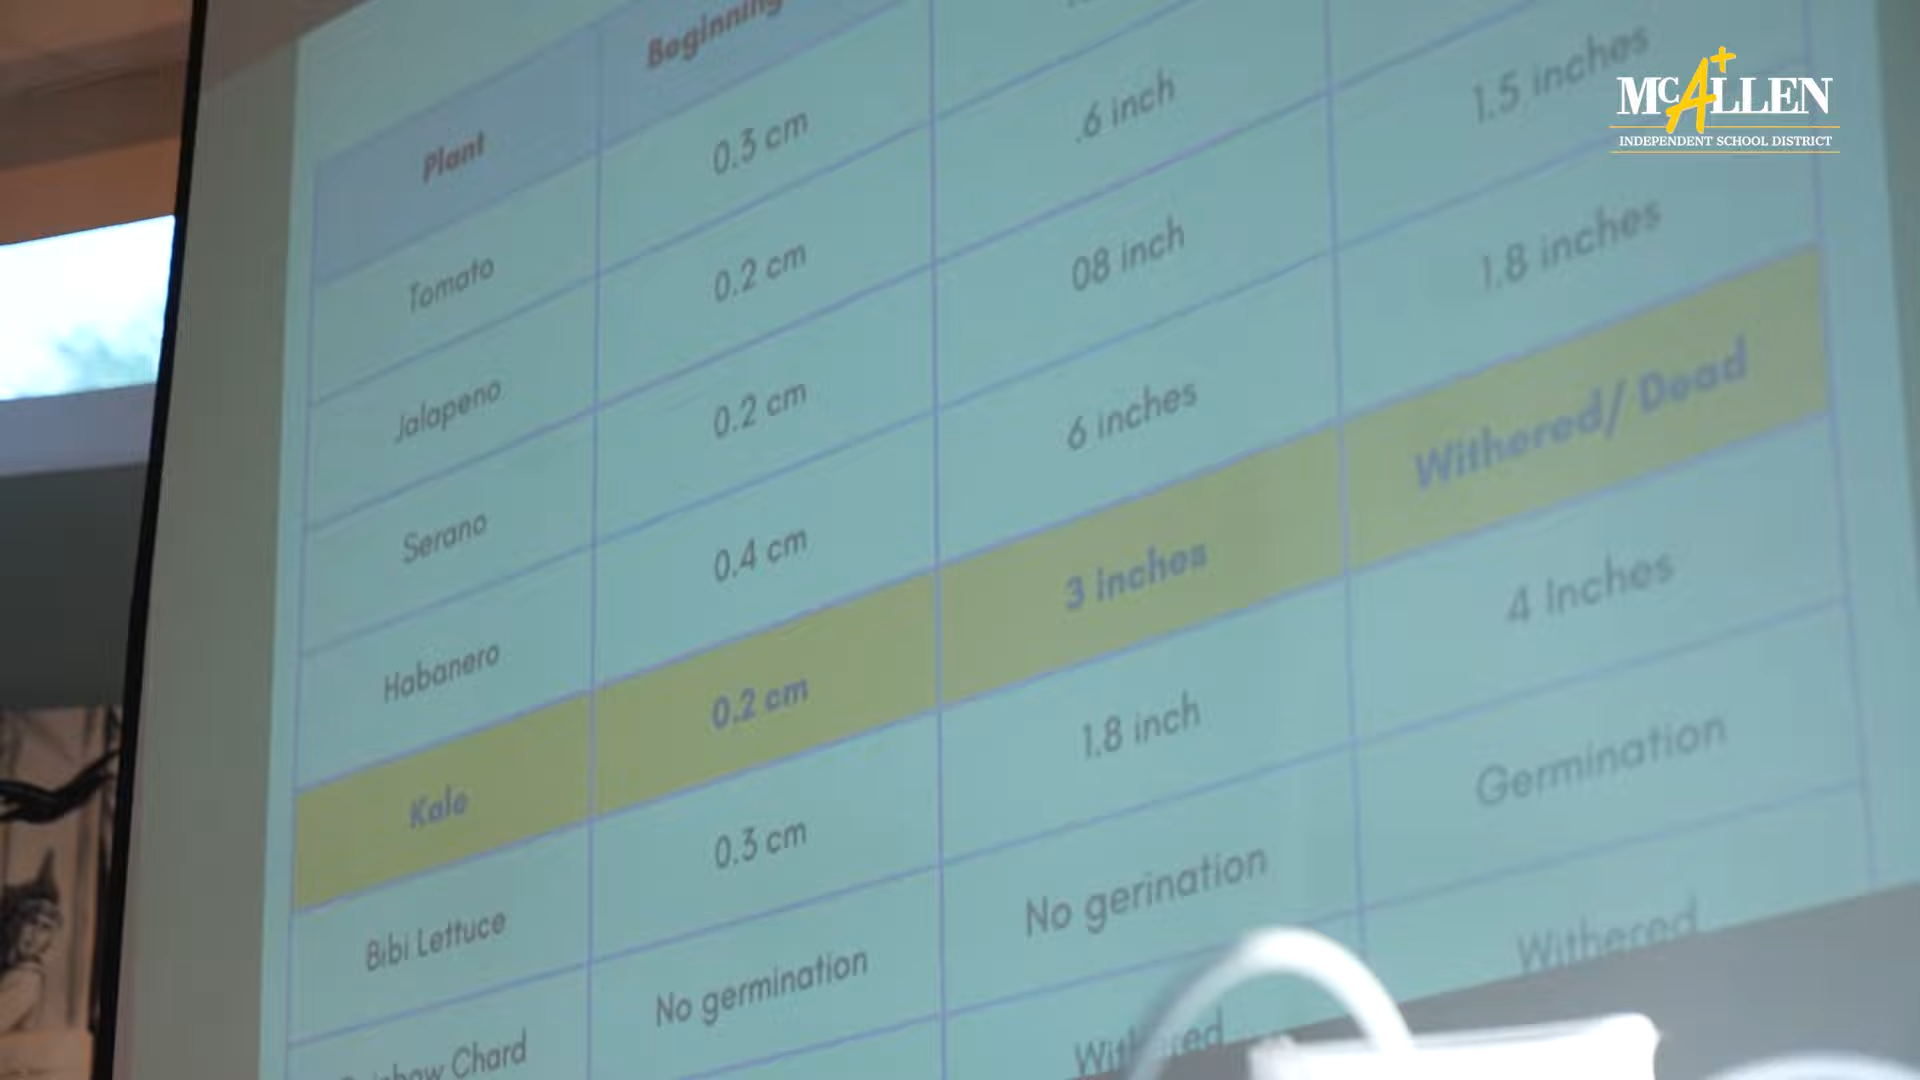 McALLEN
INDEPENDENT SCHOOL DISTRICT
Plant Beginning
Tomato 0.3 cm
Jalapeno 0.2 cm .6 inch
Serano 0.2 cm 08 inch 1.5 inches
Habanero 0.4 cm 6 inches 1.8 inches
Kale 0.2 cm 3 inches Withered/ Dead
Bibi Lettuce 0.3 cm 1.8 inch 4 inches
Chard No germination No gerination Germination
Withered